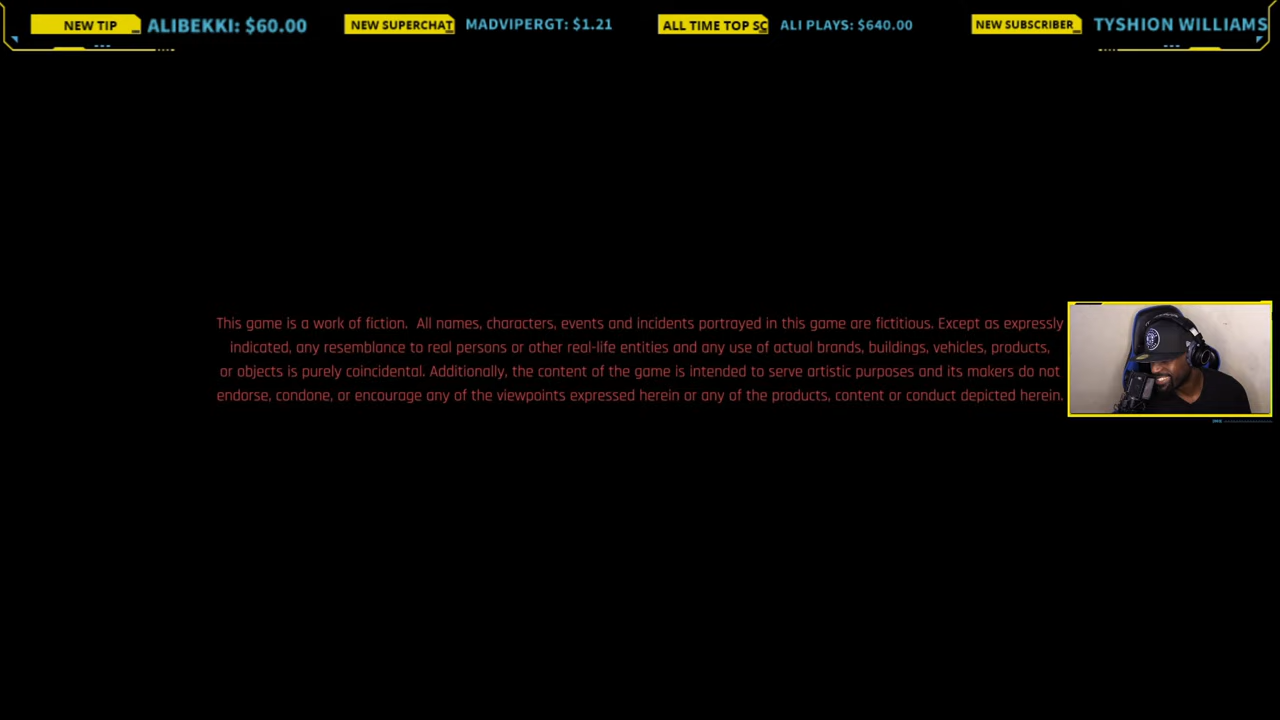 NEW TIP ALIBEKKI: $60.00 NEW SUPERCHAT MADVIPERGT: $1.21 ALL TIME TOP SC ALI PLAYS: $640.00 NEW SUBSCRIBER TYSHION WILLIAMS
This game is a work of fiction. All names, characters, events and incidents portrayed in this game are fictitious. Except as expressly
indicated, any resemblance to real persons or other real-life entities and any use of actual brands, buildings, vehicles, products,
or objects is purely coincidental. Additionally, the content of the game is intended to serve artistic purposes and its makers do not
endorse, condone, or encourage any of the viewpoints expressed herein or any of the products, content or conduct depicted herein.